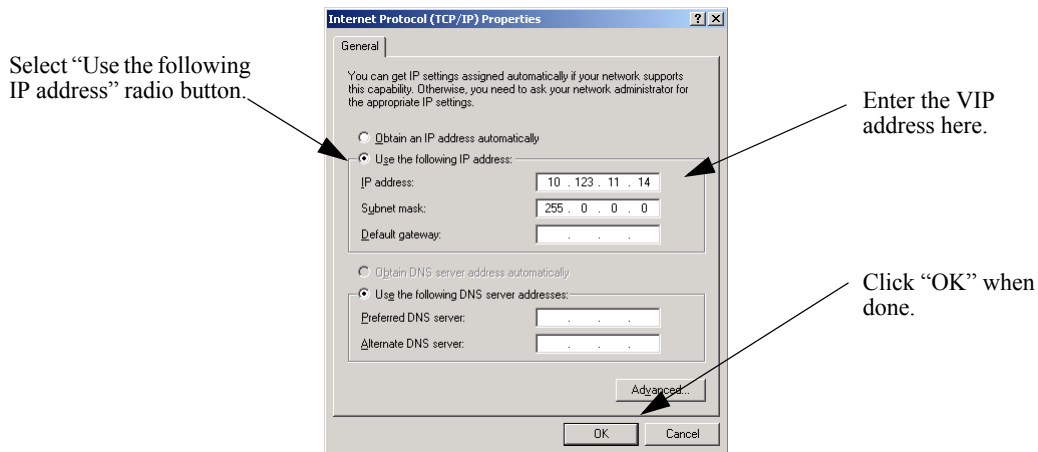 Internet Protocol (TCP/IP) Properties
General
Select “Use the following
IP address” radio button.
You can get IP settings assigned automatically if your network supports
this capability. Otherwise, you need to ask your network administrator for
the appropriate IP settings.
Enter the VIP
address here.
Obtain an IP address automatically
Use the following IP address:
IP address:
10 . 123 . 11 . 14
Subnet mask:
255 . 0 . 0 . 0
Default gateway:
. . .
Obtain DNS server address automatically
Use the following DNS server addresses:
Preferred DNS server:
. . .
Alternate DNS server:
. . .
Click “OK” when
done.
Advanced...
OK
Cancel